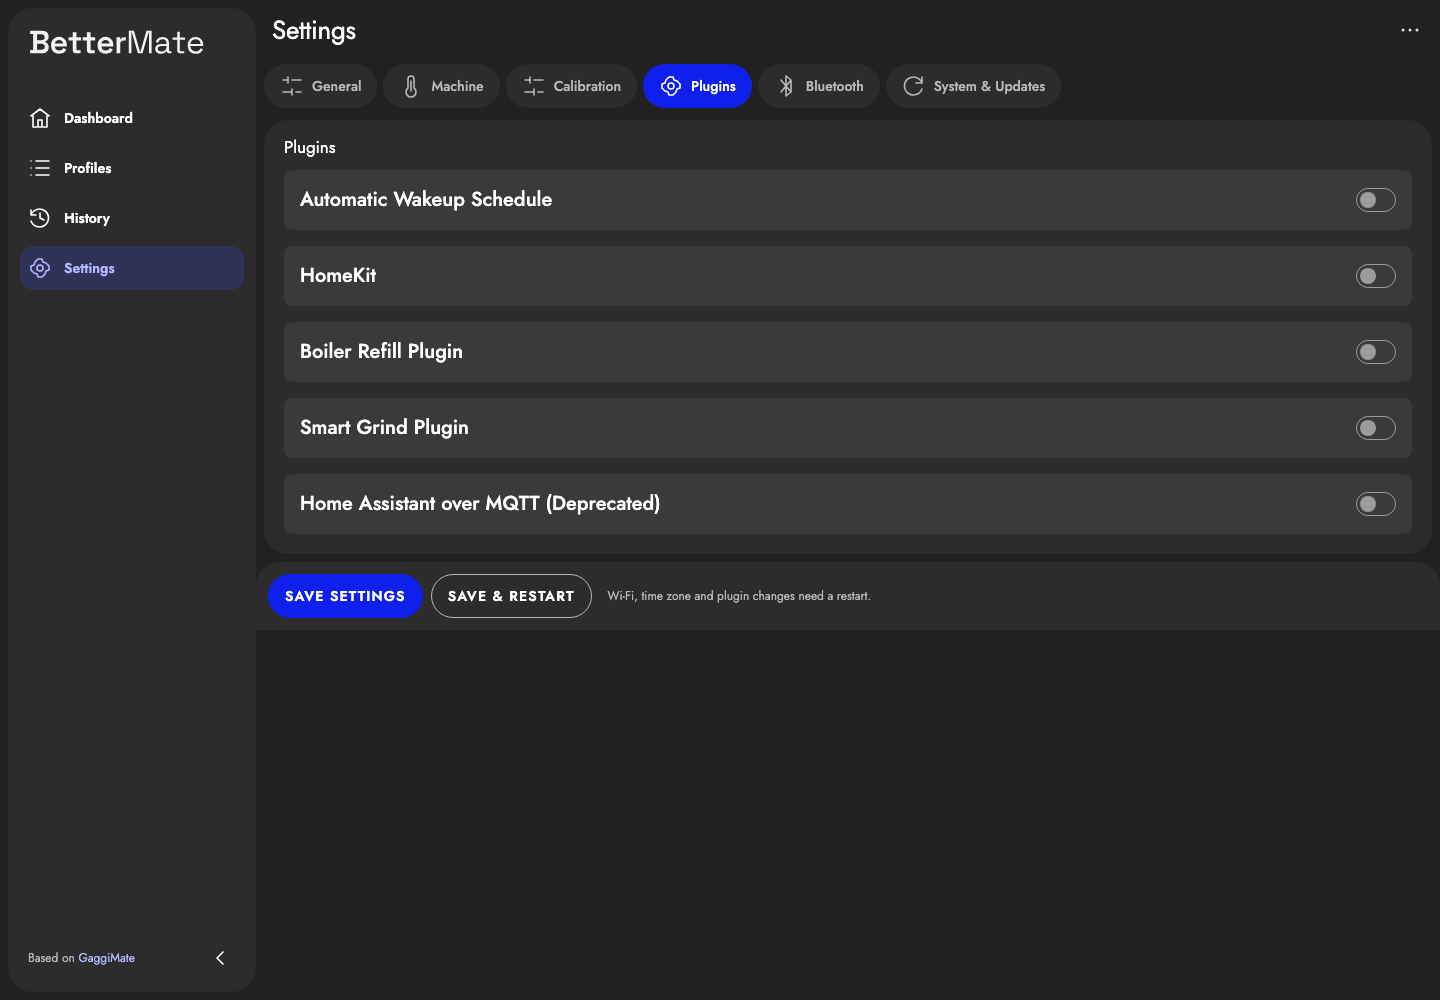 BetterMate
Settings
Dashboard
Profiles
History
Settings
General
Machine
Calibration
Plugins
Bluetooth
System & Updates
Plugins
Automatic Wakeup Schedule
HomeKit
Boiler Refill Plugin
Smart Grind Plugin
Home Assistant over MQTT (Deprecated)
SAVE SETTINGS
SAVE & RESTART
Wi-Fi, time zone and plugin changes need a restart.
Based on GaggiMate